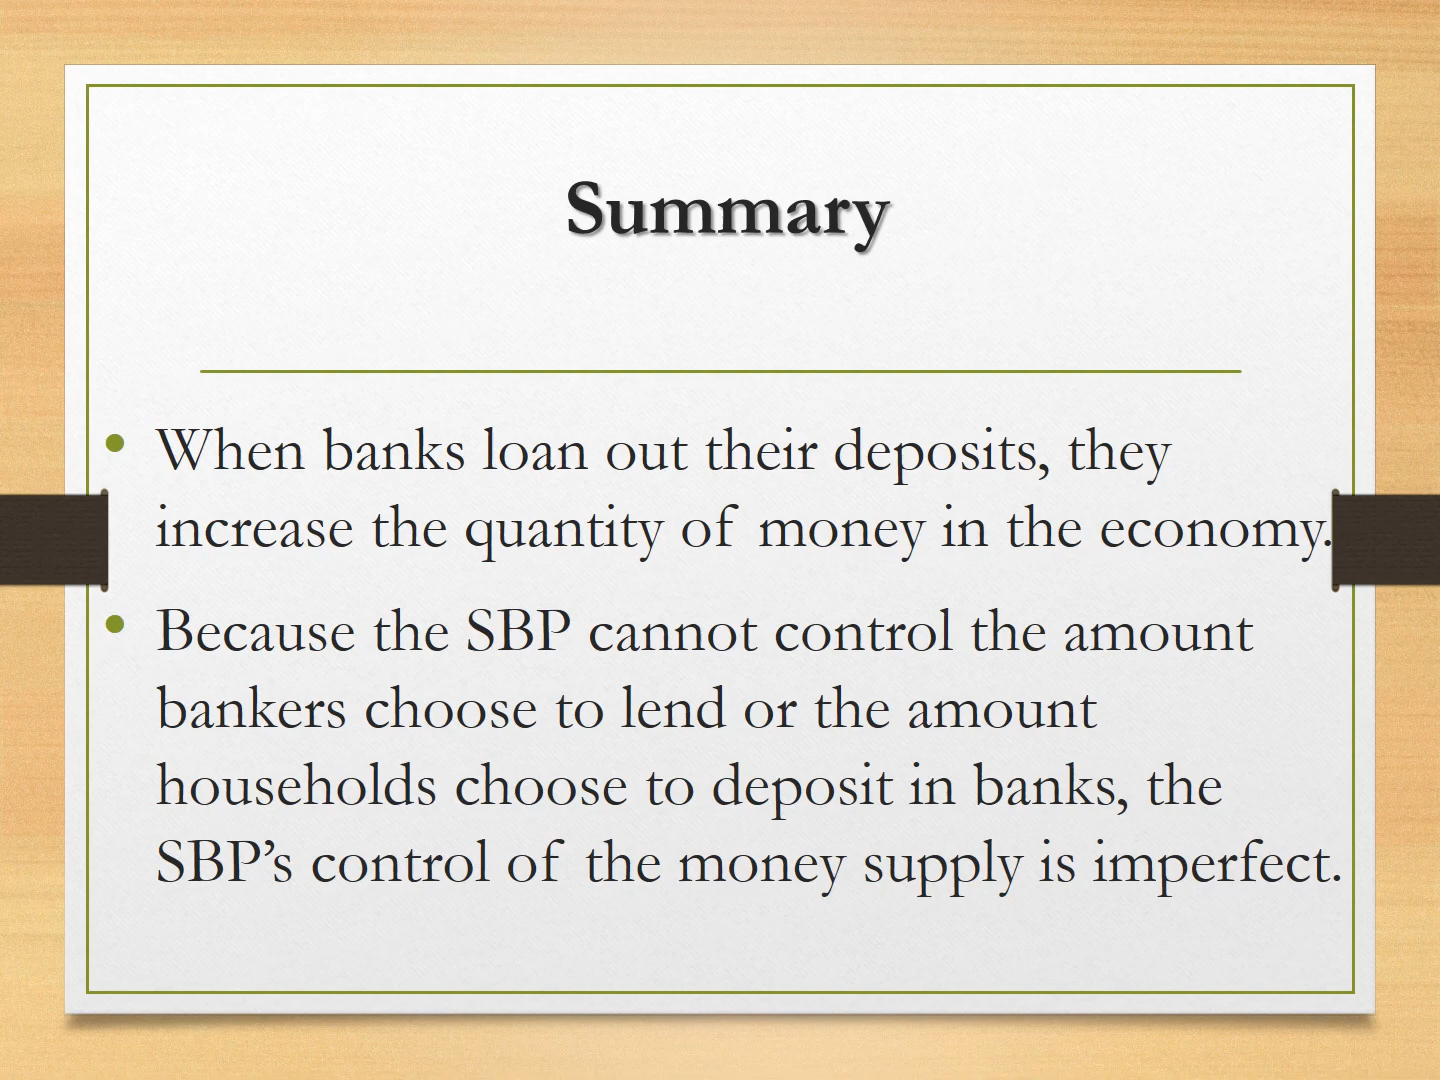 Summary
• When banks loan out their deposits, they
increase the quantity of money in the economy.
• Because the SBP cannot control the amount
bankers choose to lend or the amount
households choose to deposit in banks, the
SBP’s control of the money supply is imperfect.